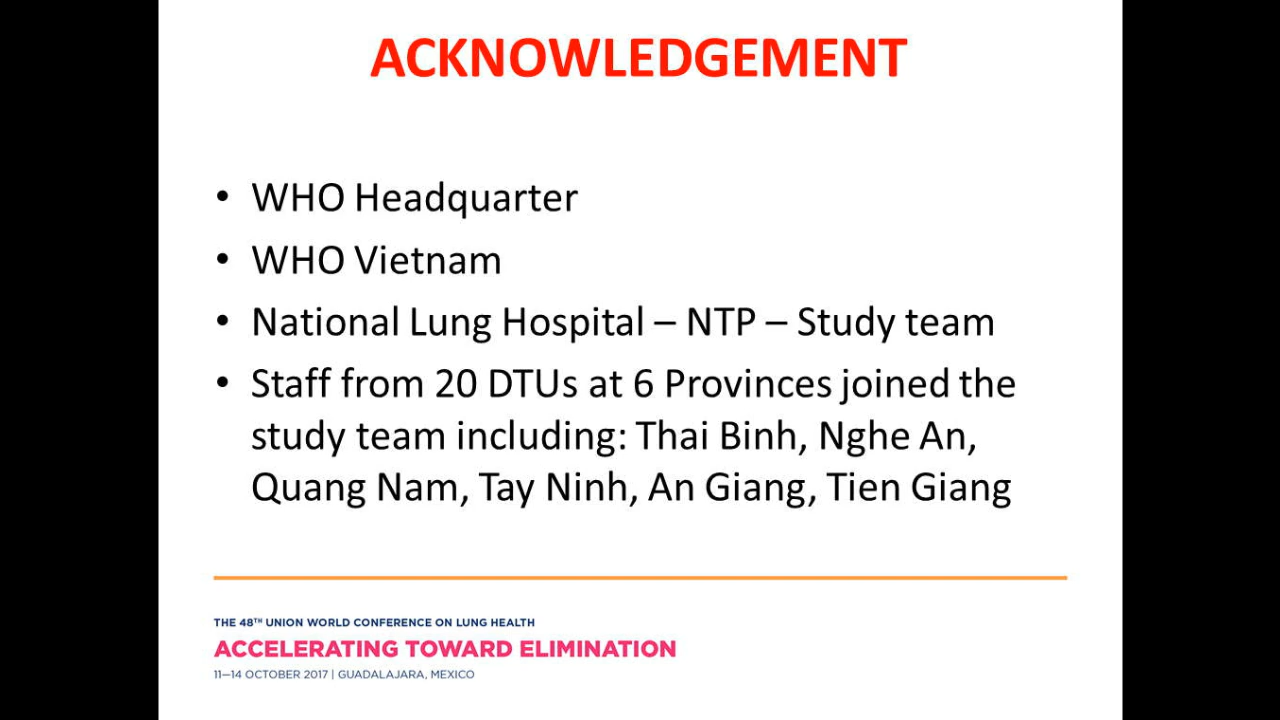 ACKNOWLEDGEMENT
• WHO Headquarter
• WHO Vietnam
• National Lung Hospital – NTP – Study team
• Staff from 20 DTUs at 6 Provinces joined the
study team including: Thai Binh, Nghe An,
Quang Nam, Tay Ninh, An Giang, Tien Giang
THE 48TH UNION WORLD CONFERENCE ON LUNG HEALTH
ACCELERATING TOWARD ELIMINATION
11–14 OCTOBER 2017 | GUADALAJARA, MEXICO